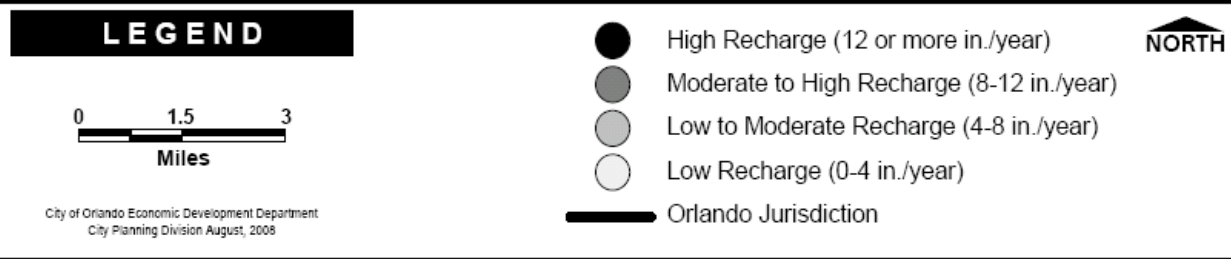 LEGEND
0 1.5 3
Miles
City of Orlando Economic Development Department
City Planning Division August, 2008
High Recharge (12 or more in./year)
Moderate to High Recharge (8-12 in./year)
Low to Moderate Recharge (4-8 in./year)
Low Recharge (0-4 in./year)
Orlando Jurisdiction
NORTH